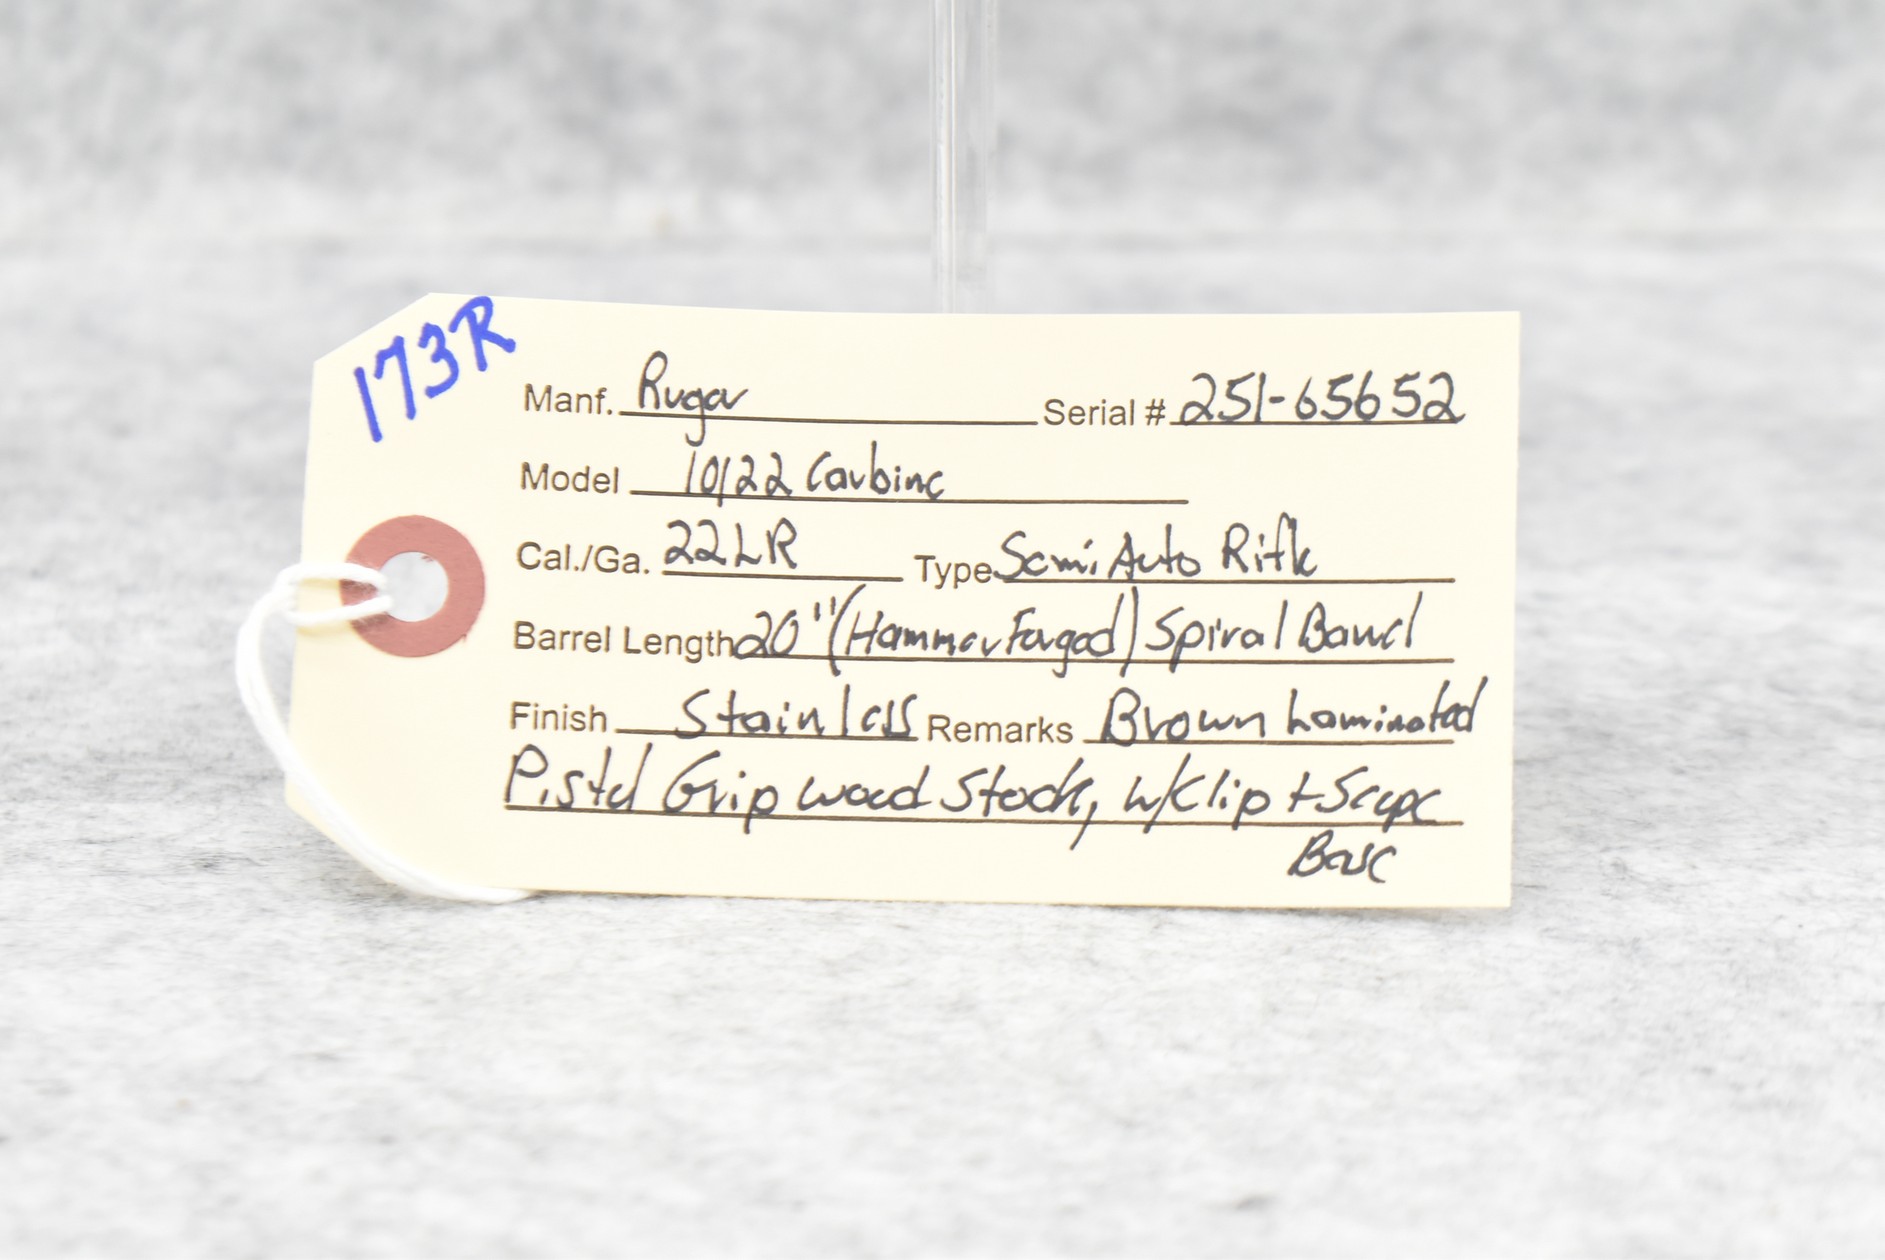 173R
Manf. Ruger Serial # 251-65652
Model 10/22 Carbine
Cal./Ga. 22LR Type Semi Auto Rifle
Barrel Length 20" (Hammer Forged) Spiral Barrel
Finish Stainless Remarks Brown Laminated
Pistol Grip wood Stock, w/Clip + Scope
Base